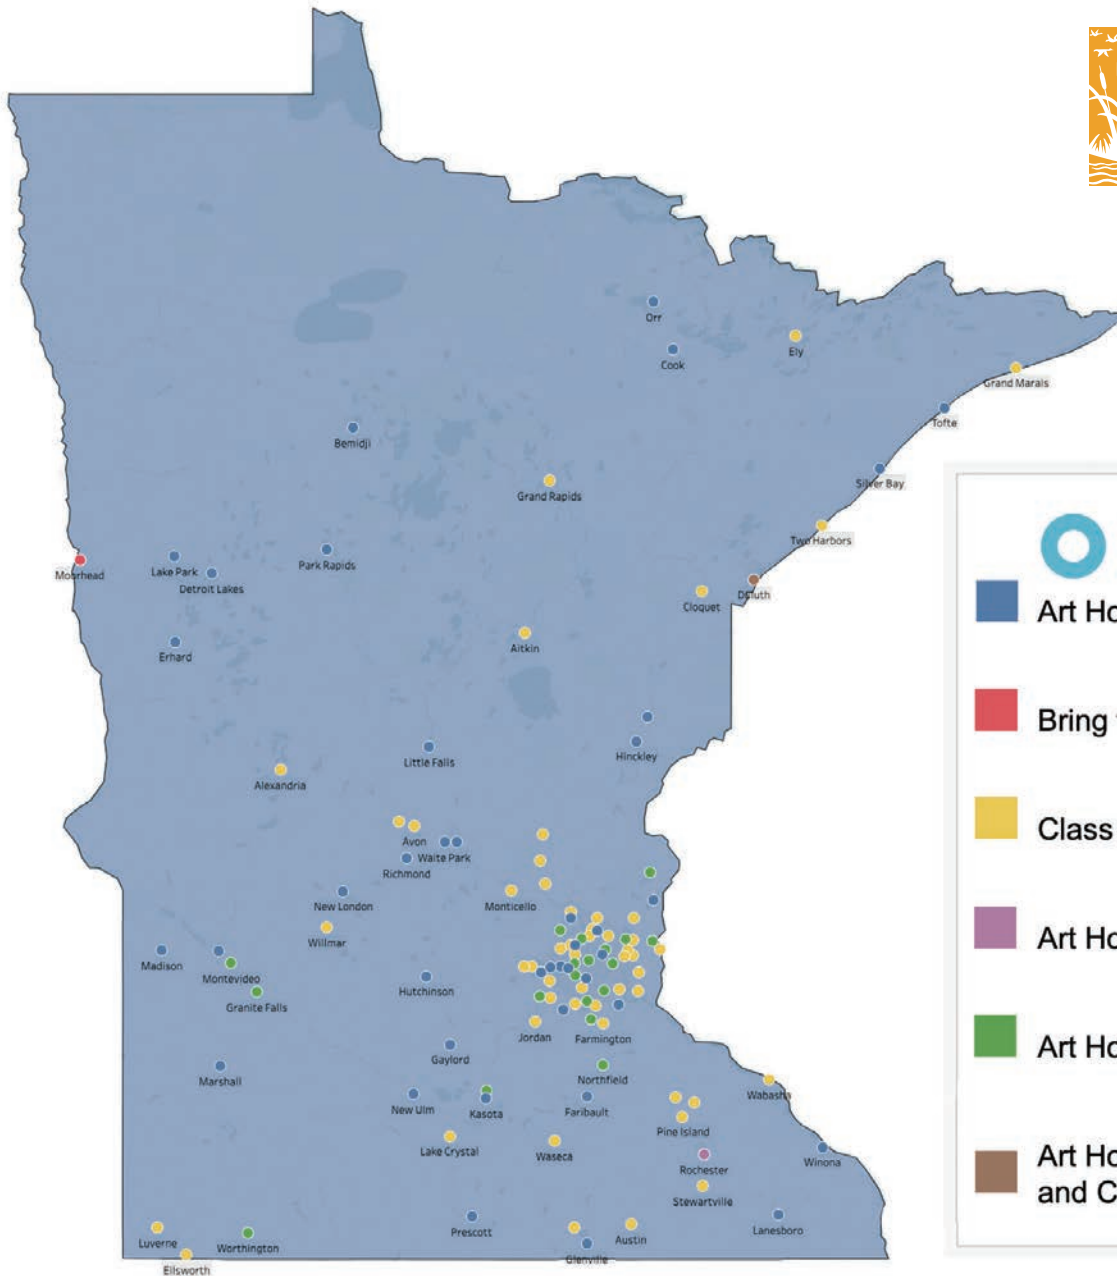 Orr
Cook
Ely
Grand Marais
Tofte
Bemidji
Silver Bay
Grand Rapids
Two Harbors
Moorhead
Lake Park
Detroit Lakes
Park Rapids
Cloquet
Duluth
Aitkin
Erhard
Hinckley
Little Falls
Alexandria
Avon
Waite Park
Richmond
Monticello
New London
Willmar
Madison
Montevideo
Granite Falls
Hutchinson
Jordan
Farmington
Gaylord
Marshall
Northfield
New Ulm
Kasota
Faribault
Wabasha
Pine Island
Lake Crystal
Waseca
Rochester
Winona
Stewartville
Prescott
Austin
Lanesboro
Luverne
Worthington
Glenville
Ellsworth
Art Ho
Bring
Class
Art Ho
Art Ho
Art Ho
and C